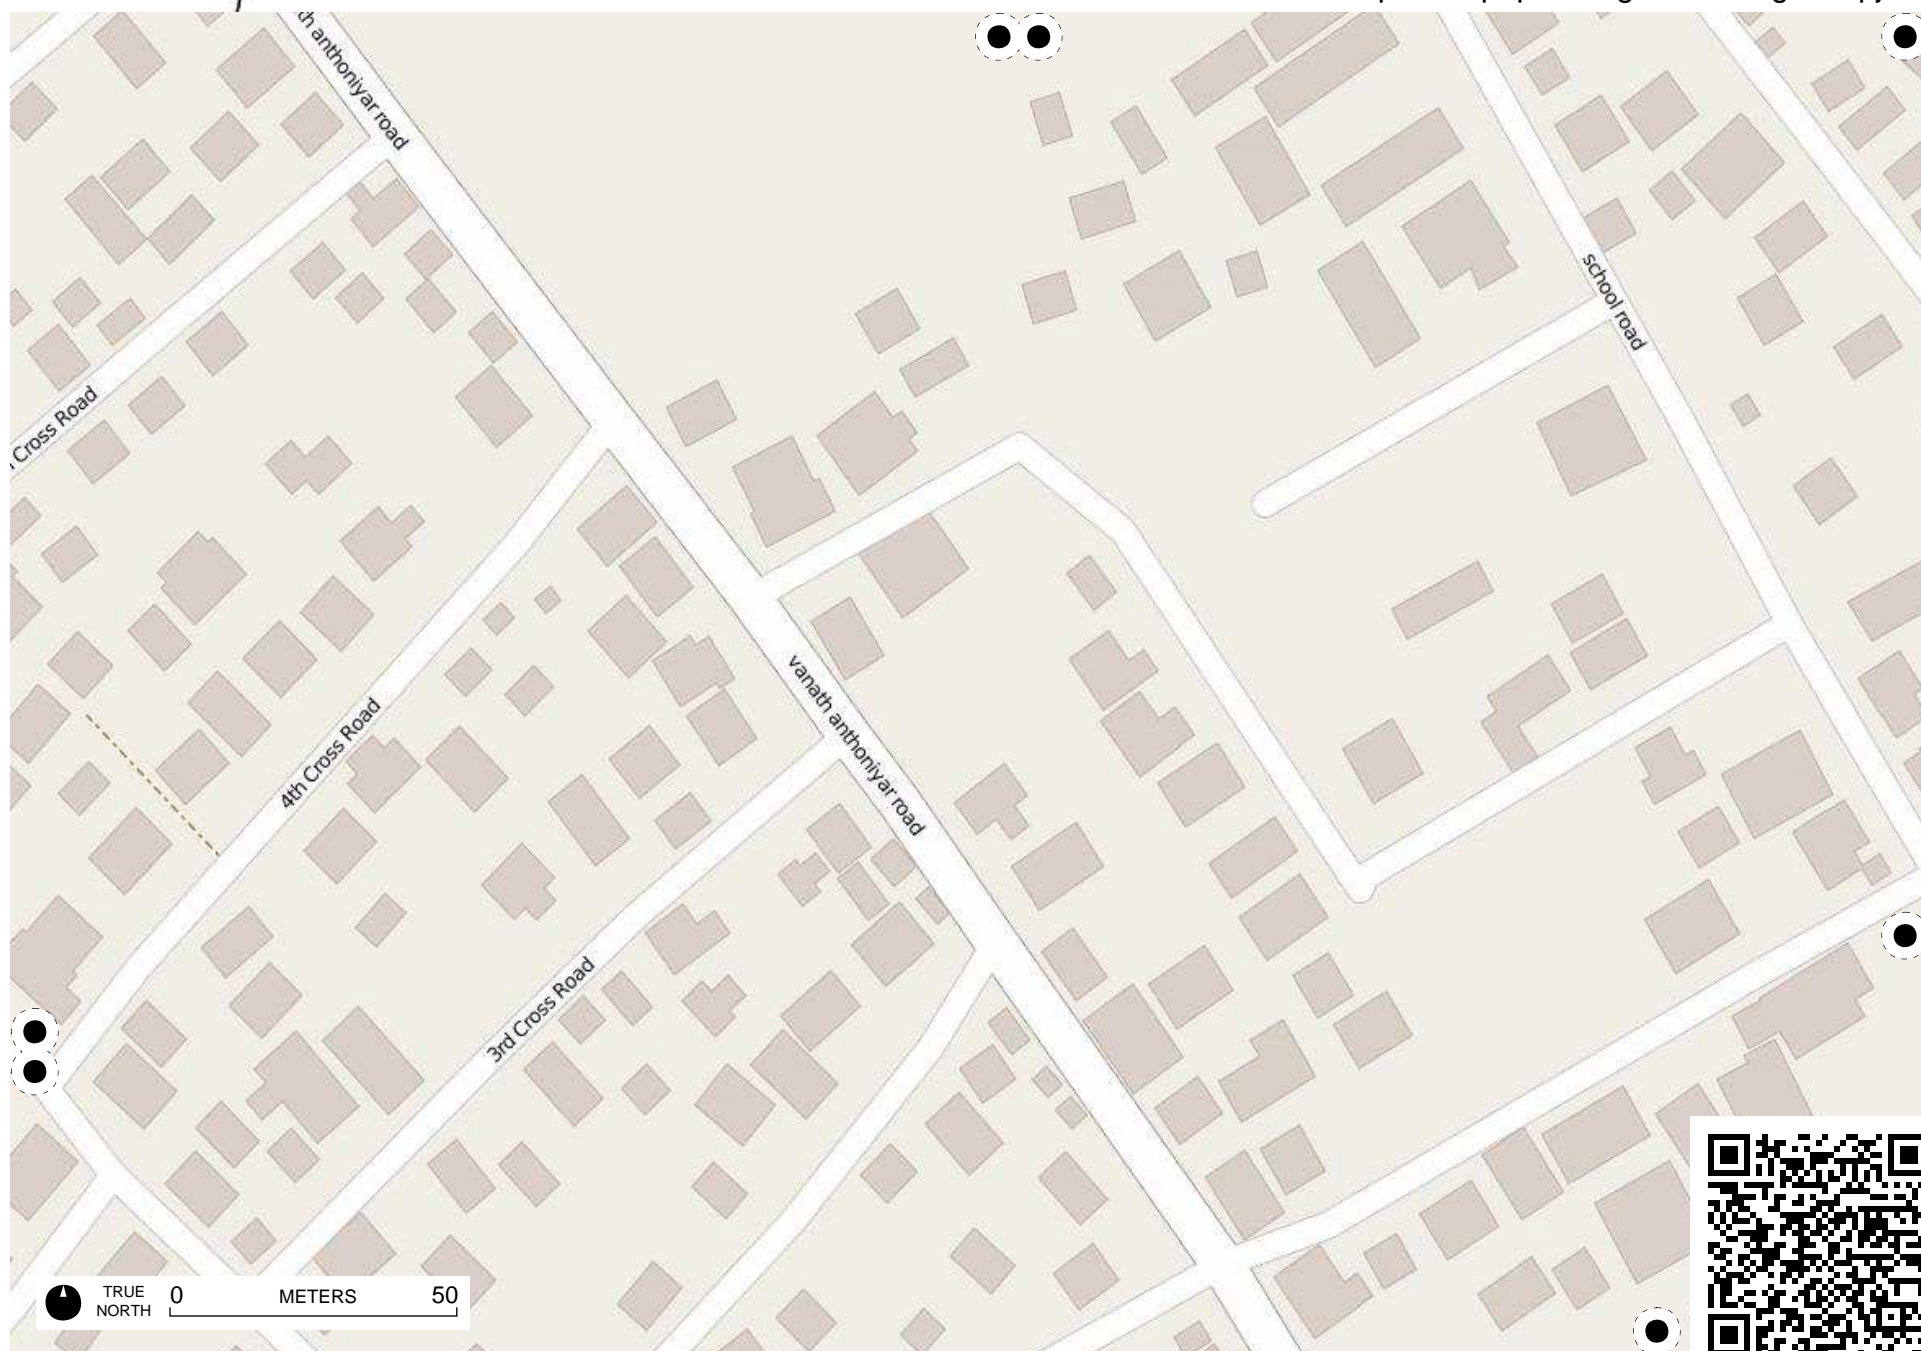 anthoniyar road
school road
Cross Road
vanath anthoniyar road
4th Cross Road
3rd Cross Road
TRUE
NORTH
0 METERS 50